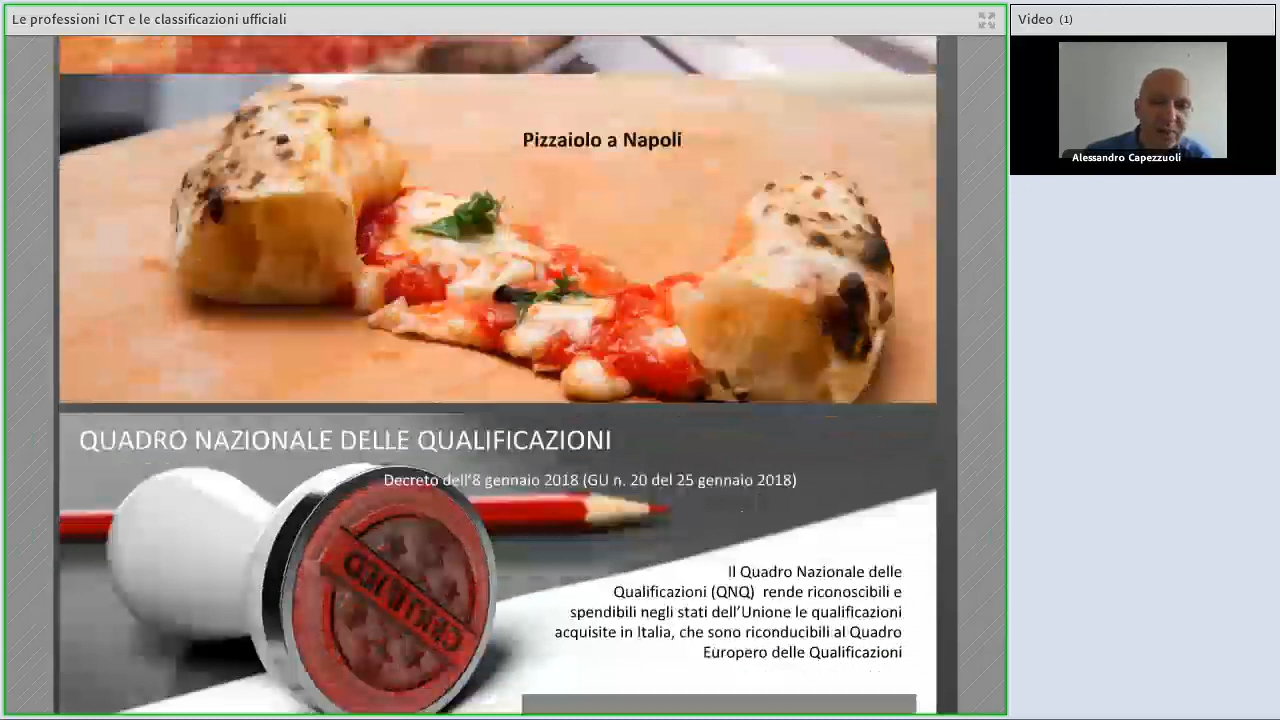 Le professioni ICT e le classificazioni ufficiali
Video (1)
Alessandro Capezzuoli
Pizzaiolo a Napoli
QUADRO NAZIONALE DELLE QUALIFICAZIONI
Decreto dell'8 gennaio 2018 (GU n. 20 del 25 gennaio 2018)
Il Quadro Nazionale delle
Qualificazioni (QNQ) rende riconoscibili e
spendibili negli stati dell'Unione le qualificazioni
acquisite in Italia, che sono riconducibili al Quadro
Europero delle Qualificazioni